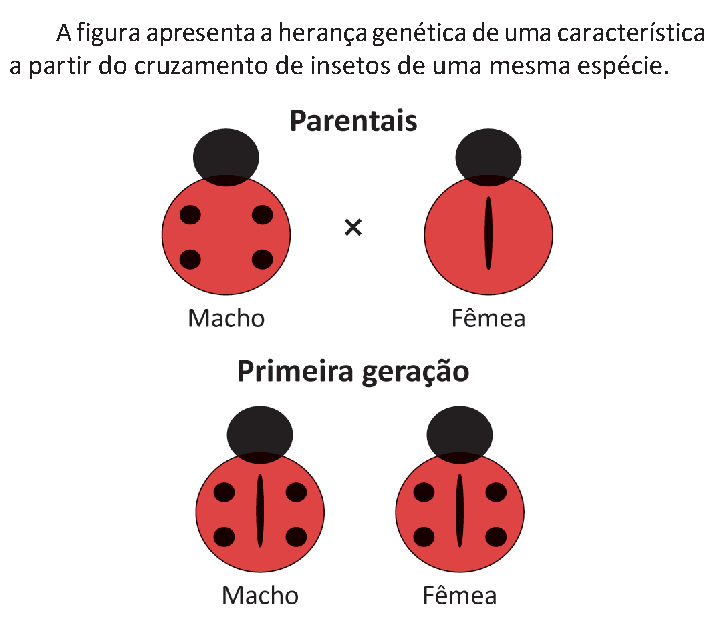 A figura apresenta a herança genética de uma característica
a partir do cruzamento de insetos de uma mesma espécie.
Parentais
×
Macho Fêmea
Primeira geração
Macho Fêmea